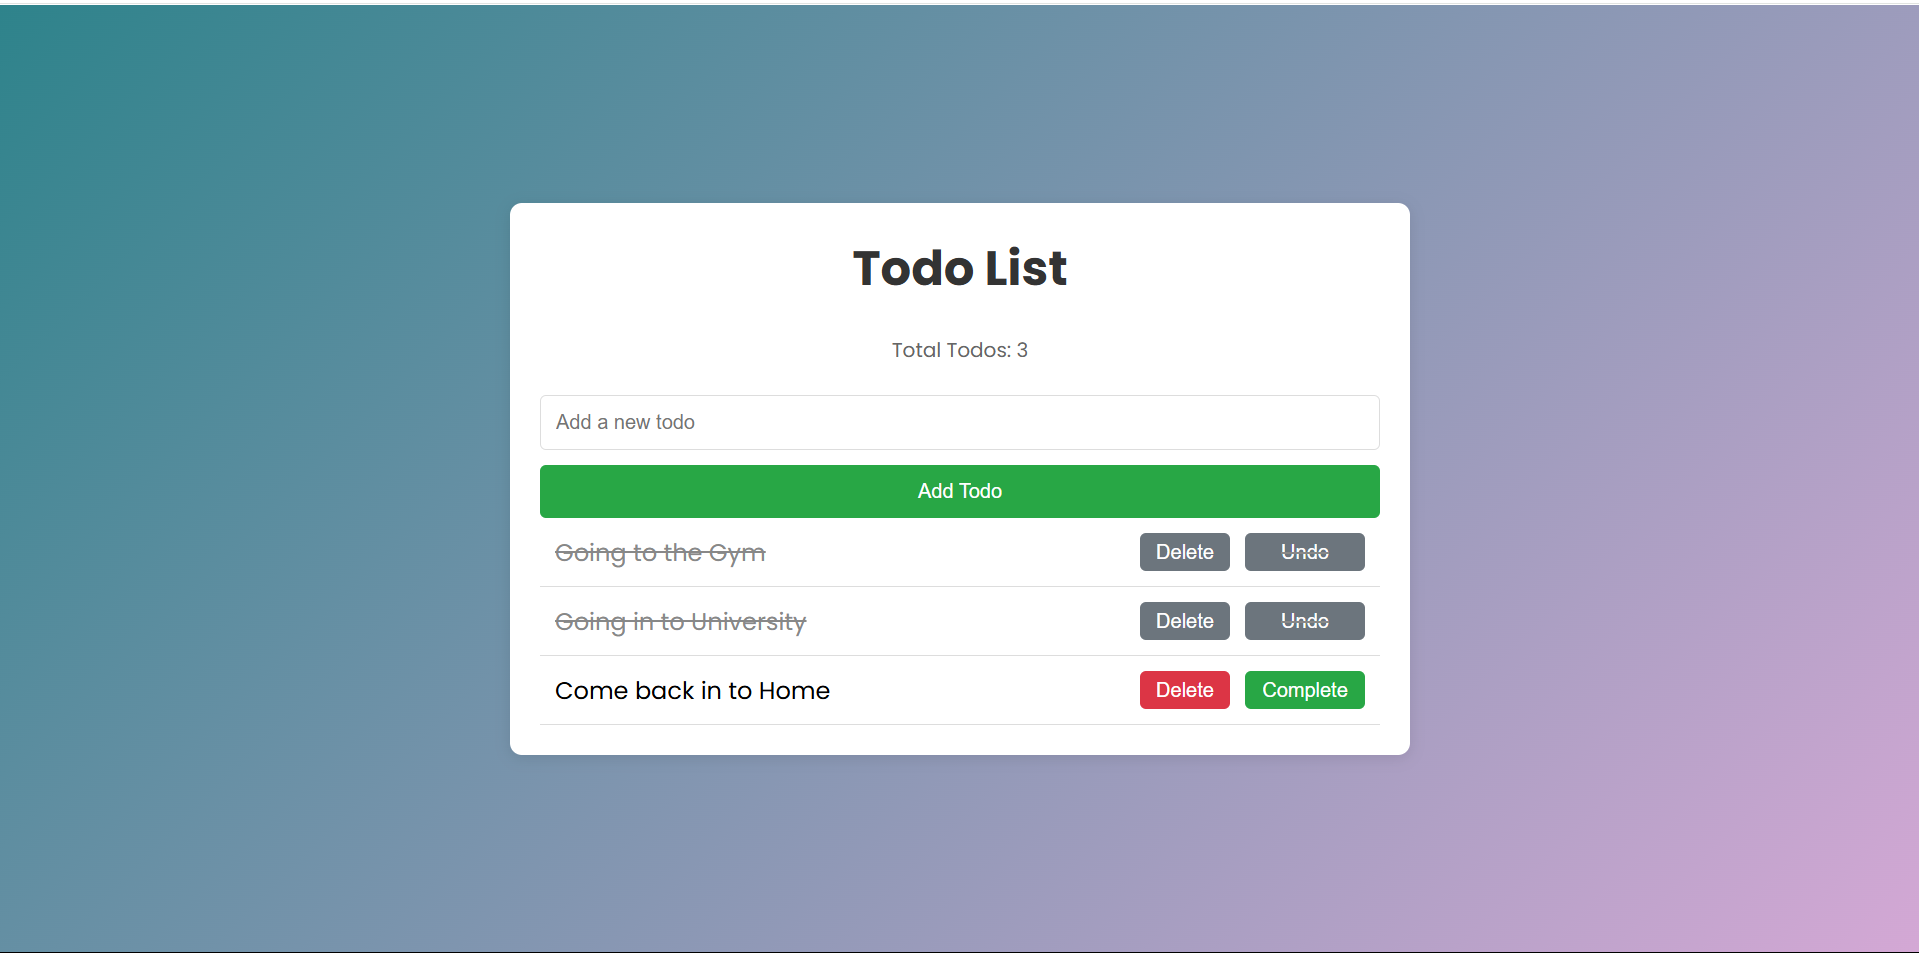 Todo List
Total Todos: 3
Add a new todo
Add Todo
Going to the Gym Delete Undo
Going in to University Delete Undo
Come back in to Home Delete Complete